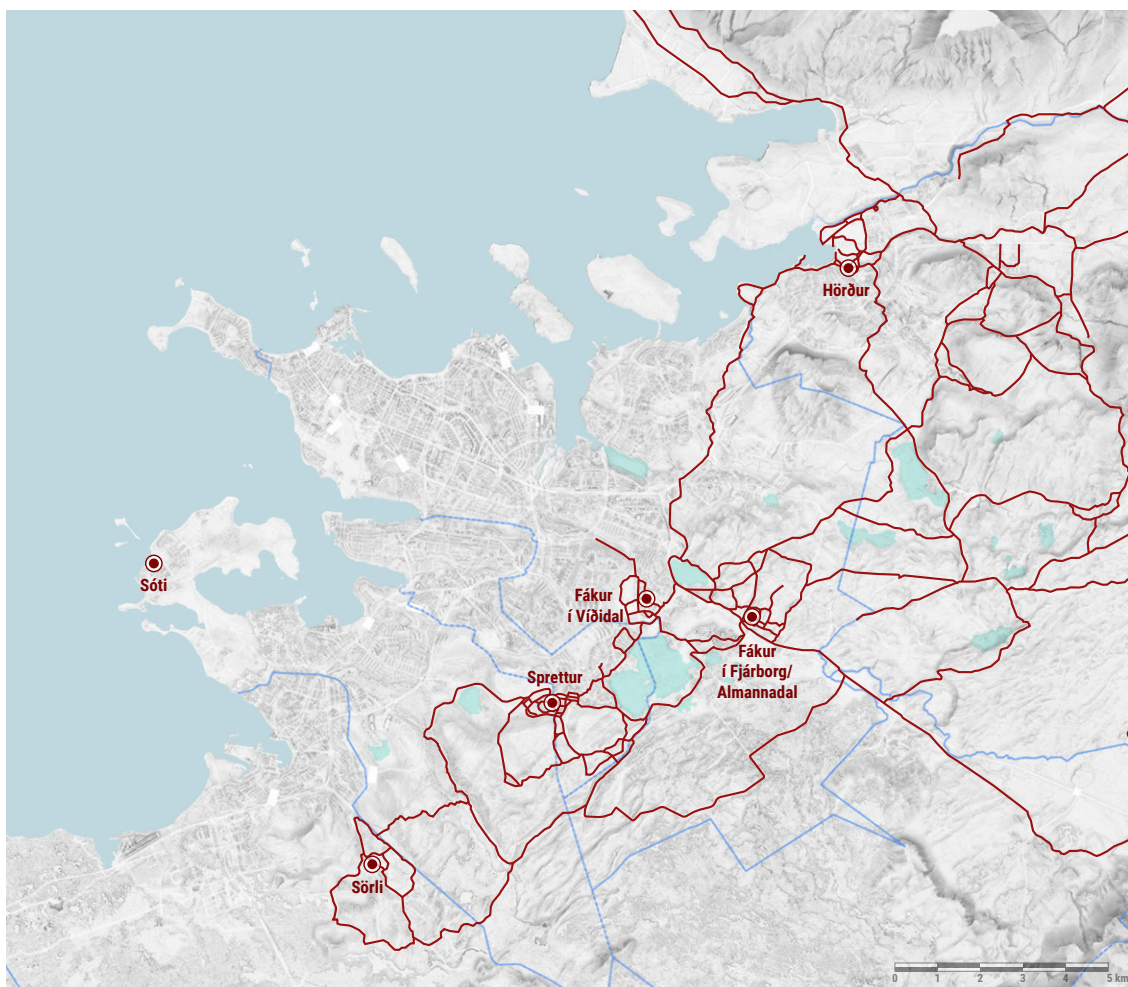 Hörður
Sóti
Fákur
í Víðidal
Fákur
í Fjárborg/
Almannadal
Sprettur
Sörli
0 1 2 3 4 5 km